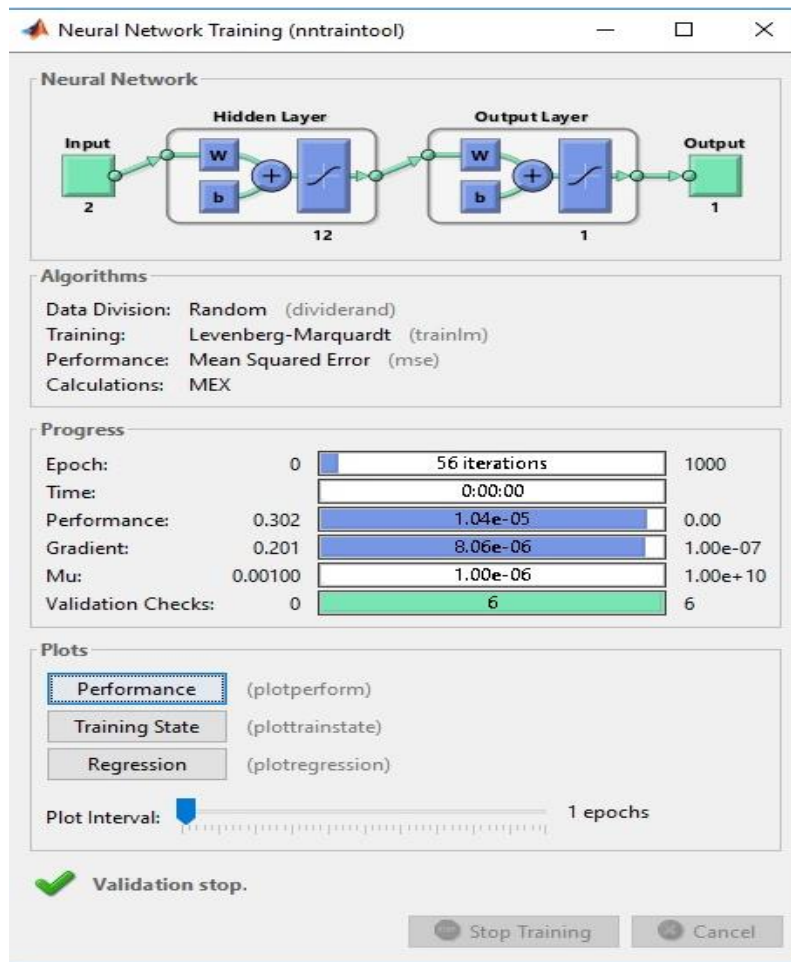 Neural Network Training (nntraintool)
Neural Network
Hidden Layer Output Layer
Input Output
W W
+ +
b b
2 12 1 1
Algorithms
Data Division: Random (dividerand)
Training: Levenberg-Marquardt (trainlm)
Performance: Mean Squared Error (mse)
Calculations: MEX
Progress
Epoch: 0 56 iterations 1000
Time: 0:00:00
Performance: 0.302 1.04e-05 0.00
Gradient: 0.201 8.06e-06 1.00e-07
Mu: 0.00100 1.00e-06 1.00e+10
Validation Checks: 0 6 6
Plots
Performance (plotperform)
Training State (plottrainstate)
Regression (plotregression)
Plot Interval: 1 epochs
Validation stop.
Stop Training Cancel